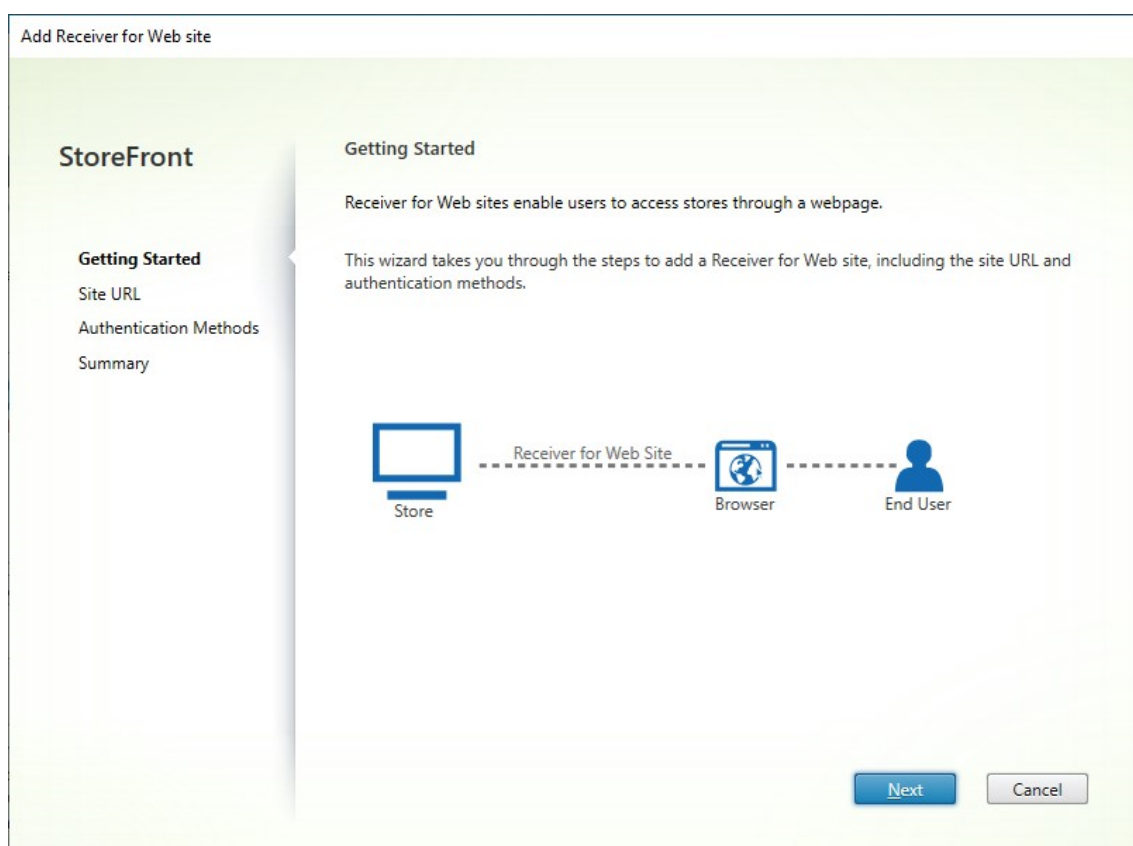 Add Receiver for Web site
StoreFront
Getting Started
Site URL
Authentication Methods
Summary
Getting Started
Receiver for Web sites enable users to access stores through a webpage.
This wizard takes you through the steps to add a Receiver for Web site, including the site URL and
authentication methods.
Receiver for Web Site
Store
Browser
End User
Next
Cancel